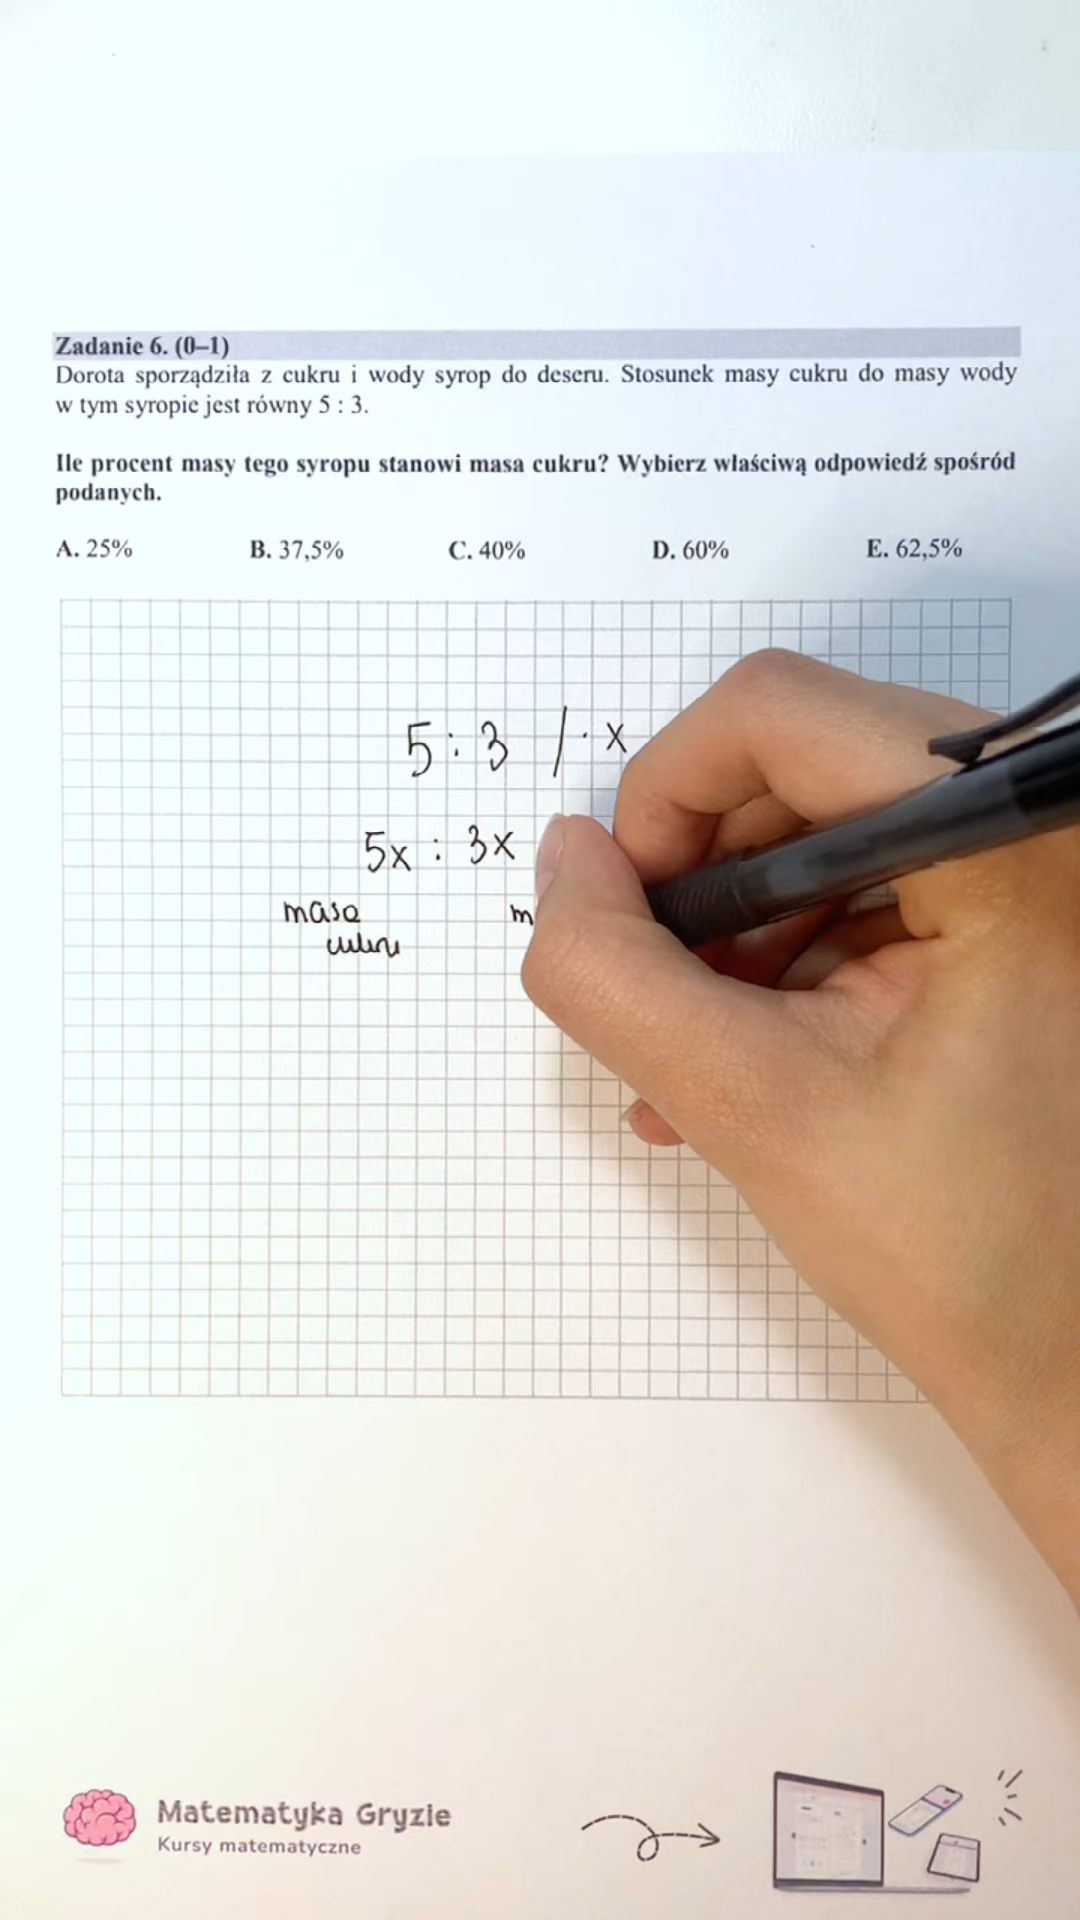 Zadanie 6. (0–1)
Dorota sporządziła z cukru i wody syrop do deseru. Stosunek masy cukru do masy wody
w tym syropie jest równy 5 : 3.
Ile procent masy tego syropu stanowi masa cukru? Wybierz właściwą odpowiedź spośród
podanych.
A. 25% B. 37,5% C. 40% D. 60% E. 62,5%
5 : 3 / · x
5x : 3x
masa m
cukru
Matematyka Gryzie
Kursy matematyczne